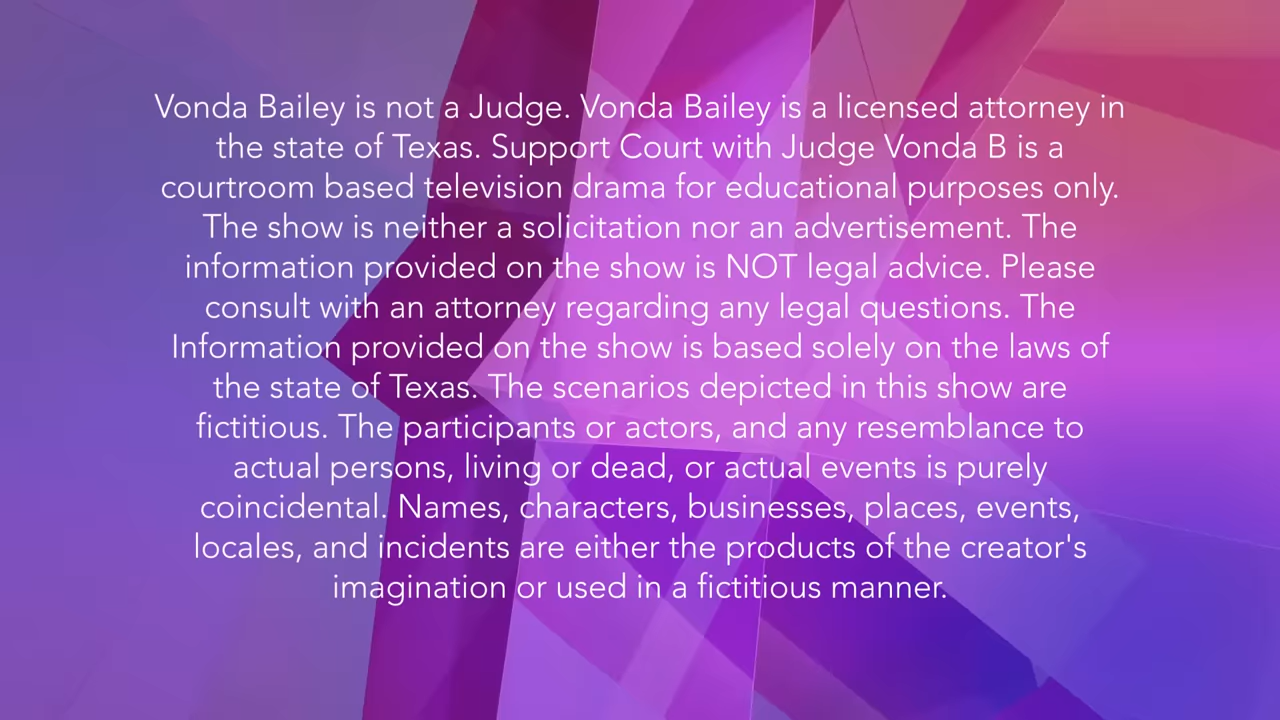 Vonda Bailey is not a Judge. Vonda Bailey is a licensed attorney in
the state of Texas. Support Court with Judge Vonda B is a
courtroom based television drama for educational purposes only.
The show is neither a solicitation nor an advertisement. The
information provided on the show is NOT legal advice. Please
consult with an attorney regarding any legal questions. The
Information provided on the show is based solely on the laws of
the state of Texas. The scenarios depicted in this show are
fictitious. The participants or actors, and any resemblance to
actual persons, living or dead, or actual events is purely
coincidental. Names, characters, businesses, places, events,
locales, and incidents are either the products of the creator's
imagination or used in a fictitious manner.